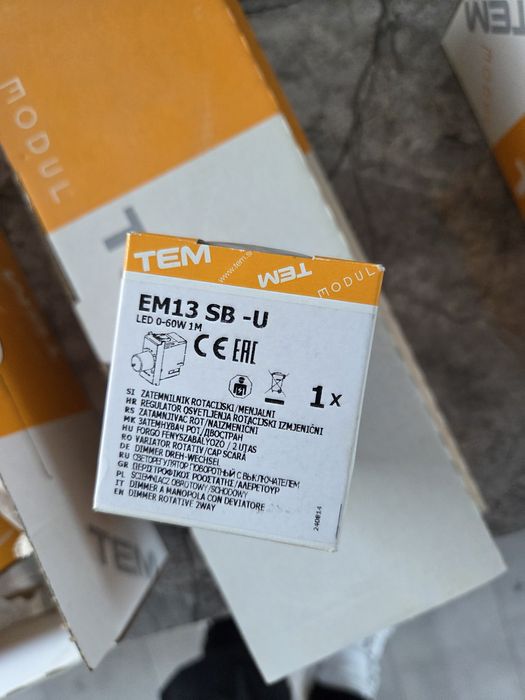 TEM
www.tem.si
TEM
MODUL
EM13 SB -U
LED 0-60W 1M
CE EAC
1x
SI ZATEMNILNIK ROTACIJSKI/MENJALNI
HR REGULATOR OSVJETLJENJA ROTACIJSKI IZMJENIČNI
RS ZATAMNJIVAČ ROT/NAIZMENIČNI
MK ЗАТЕМНУВАЧ РОТ/ДВОСТРАН
HU FORGÓ FÉNYSZABÁLYOZÓ / 2 UTAS
RO VARIATOR ROTATIV/CAP SCARĂ
DE DIMMER DREH-WECHSEL
RU СВЕТОРЕГУЛЯТОР ПОВОРОТНЫЙ С ВЫКЛЮЧАТЕЛЕМ
GR ΠΕΡΙΣΤΡΟΦΙΚΟΣ ΡΟΟΣΤΑΤΗΣ/ΑΛΕΡΕΤΟΥΡ
PL ŚCIEMNIACZ OBROTOWY/SCHODOWY
IT DIMMER A MANOPOLA CON DEVIATORE
EN DIMMER ROTATIVE 2WAY
240814
MODUL
TEM
TEM